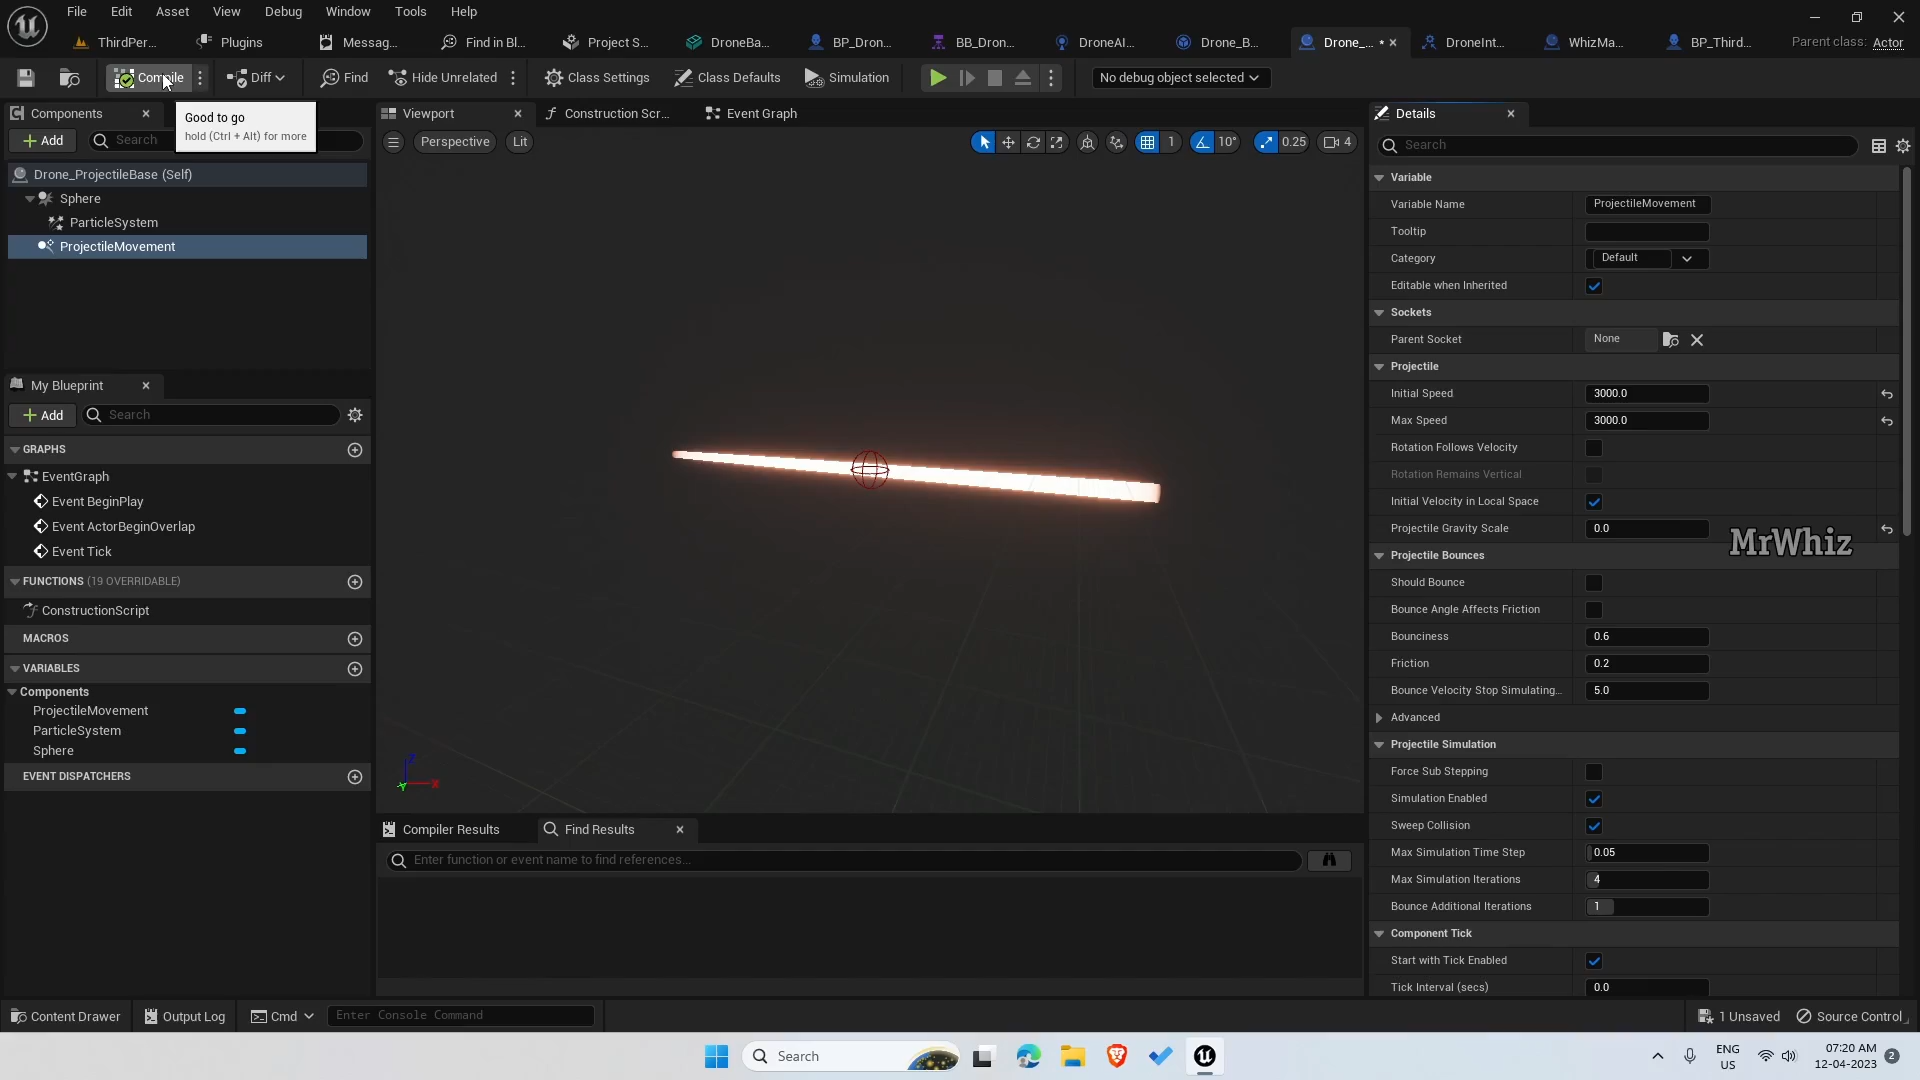 File Edit Asset View Debug Window Tools Help
ThirdPer... Plugins Messag... Find in Bl... Project S... DroneBa... BP_Dron... BB_Dron... DroneAI... Drone_B... Drone_... * DroneInt... WhizMa... BP_Third... Parent class: Actor
Compile Diff Find Hide Unrelated Class Settings Class Defaults Simulation No debug object selected
Components Viewport Construction Scr... Event Graph Details
Good to go
hold (Ctrl + Alt) for more
Add Search Perspective Lit 1 10° 0.25 4 Search
Drone_ProjectileBase (Self)
Sphere
ParticleSystem
ProjectileMovement
My Blueprint
Add Search
GRAPHS
EventGraph
Event BeginPlay
Event ActorBeginOverlap
Event Tick
FUNCTIONS (19 OVERRIDABLE)
ConstructionScript
MACROS
VARIABLES
Components
ProjectileMovement
ParticleSystem
Sphere
EVENT DISPATCHERS
Z
Y
X
Compiler Results Find Results
Enter function or event name to find references...
Variable
Variable Name ProjectileMovement
Tooltip
Category Default
Editable when Inherited
Sockets
Parent Socket None
Projectile
Initial Speed 3000.0
Max Speed 3000.0
Rotation Follows Velocity
Rotation Remains Vertical
Initial Velocity in Local Space
Projectile Gravity Scale 0.0
MrWhiz
Projectile Bounces
Should Bounce
Bounce Angle Affects Friction
Bounciness 0.6
Friction 0.2
Bounce Velocity Stop Simulating... 5.0
Advanced
Projectile Simulation
Force Sub Stepping
Simulation Enabled
Sweep Collision
Max Simulation Time Step 0.05
Max Simulation Iterations 4
Bounce Additional Iterations 1
Component Tick
Start with Tick Enabled
Tick Interval (secs) 0.0
Content Drawer Output Log Cmd Enter Console Command 1 Unsaved Source Control
Search
ENG
US
07:20 AM
12-04-2023
2